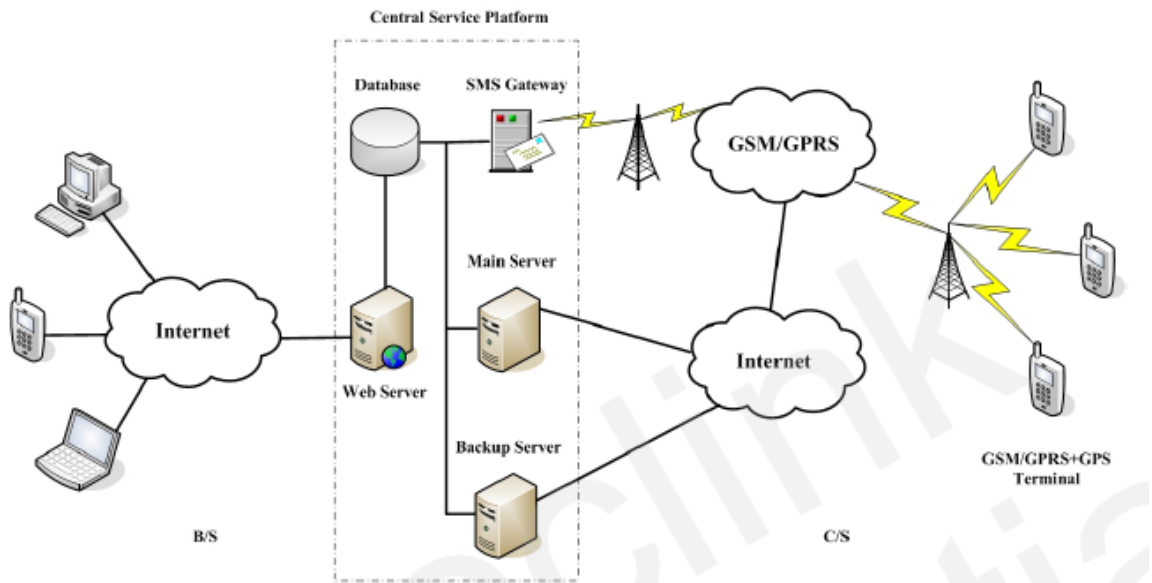 Central Service Platform
Database
SMS Gateway
GSM/GPRS
Main Server
Internet
Internet
Web Server
Backup Server
GSM/GPRS+GPS
Terminal
B/S
C/S